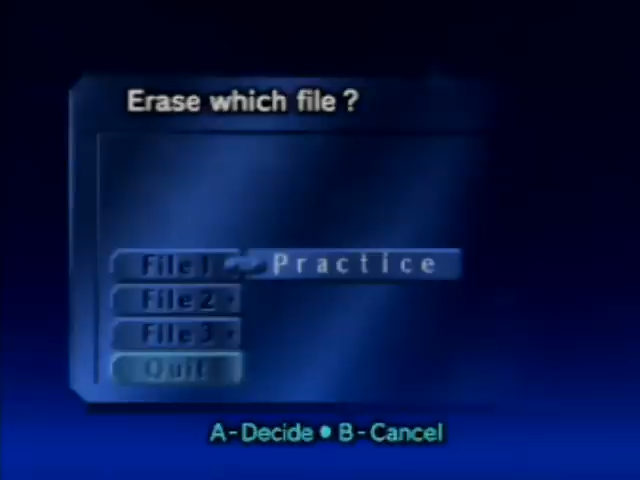 Erase which file ?
File 1 Practice
File 2
File 3
Quit
A-Decide • B-Cancel